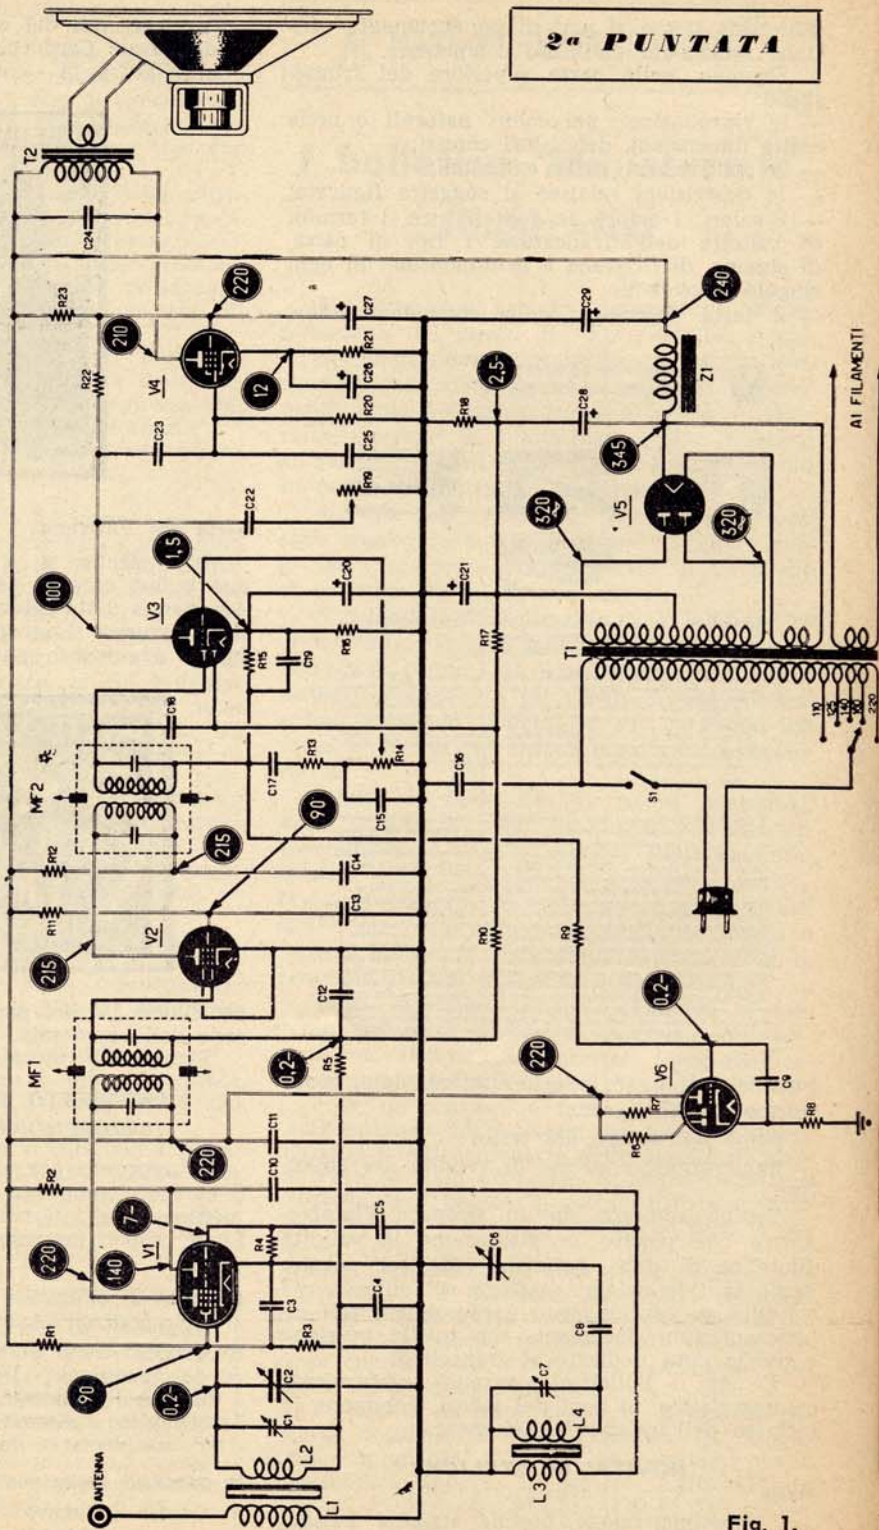 2ª PUNTATA
T2
C24
R23
220
210
R22
V4
C27
C29
240
R21
12
C26
R20
C23
C25
R19
C22
R18
2,5-
C28
Z1
345
AI FILAMENTI
V5
320
320
100
V3
1,5
C20
C21
R15
R16
C19
R17
T1
C18
MF2
C17
R13
R14
C15
C16
S1
110
125
140
220
90
215
R12
C14
R11
C13
215
V2
C12
R10
R9
MF1
0,2-
R5
0,2-
220
V6
R7
R6
C9
R8
C11
220
R2
C10
7-
V1
220
140
R4
C5
C6
C3
C4
R1
R3
C8
90
0,2-
C2
C1
C7
L2
L1
L4
L3
ANTENNA
Fig. 1.